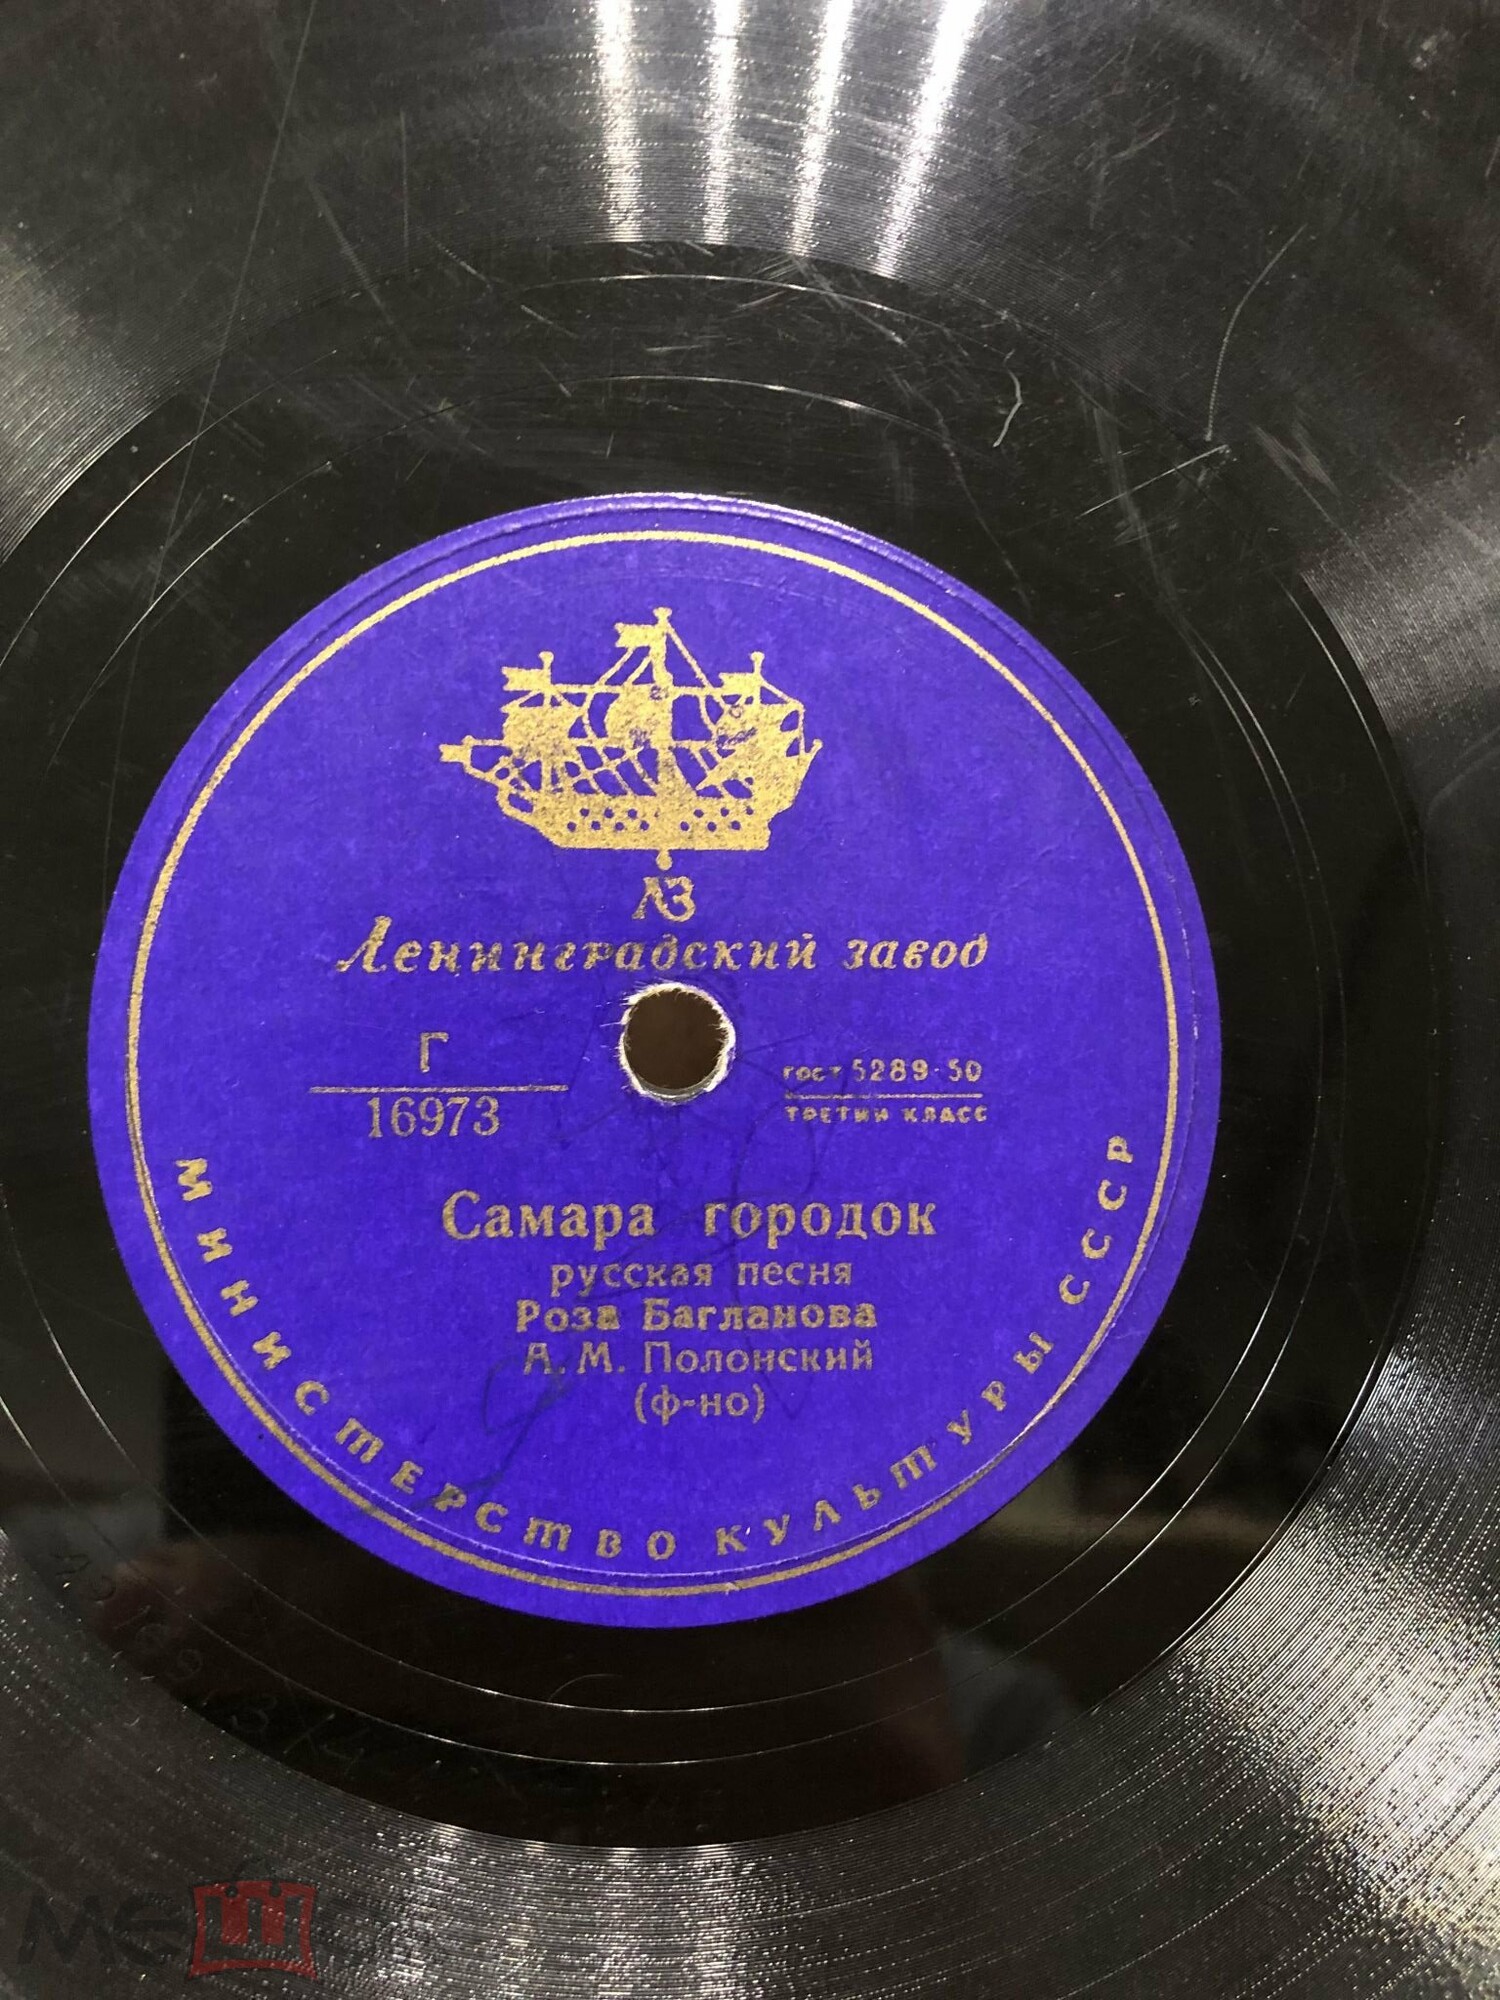 ЛЗ
Ленинградский завод
Г
16973
гост 5289-50
третий класс
Самара городок
русская песня
Роза Багланова
А. М. Полонский
(ф-но)
Министерство культуры СССР